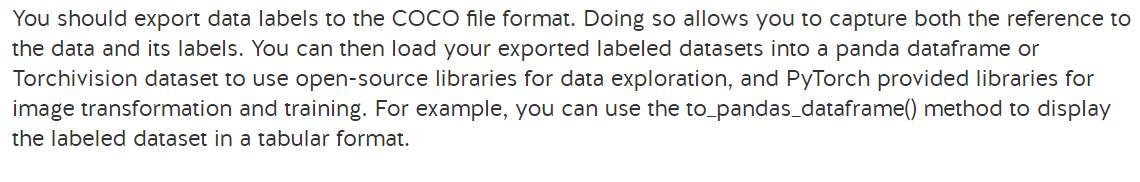 You should export data labels to the COCO file format. Doing so allows you to capture both the reference to
the data and its labels. You can then load your exported labeled datasets into a panda dataframe or
Torchivision dataset to use open-source libraries for data exploration, and PyTorch provided libraries for
image transformation and training. For example, you can use the to_pandas_dataframe() method to display
the labeled dataset in a tabular format.